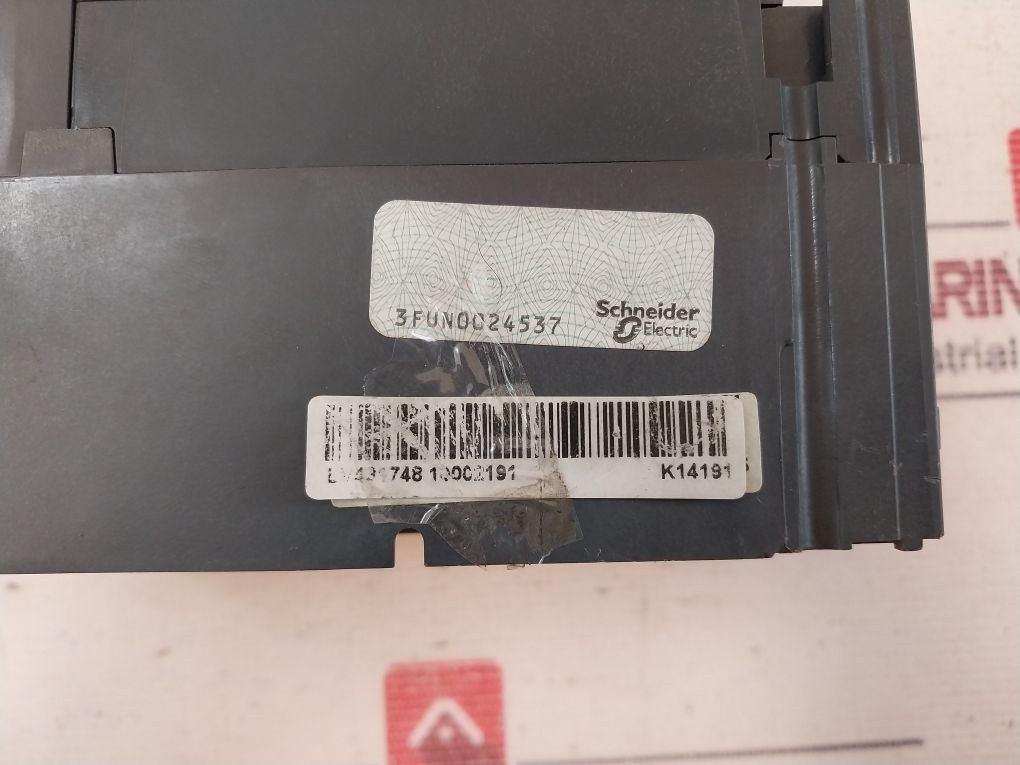 3FUN0024537
Schneider
Electric
LV431748 10002191
K14191